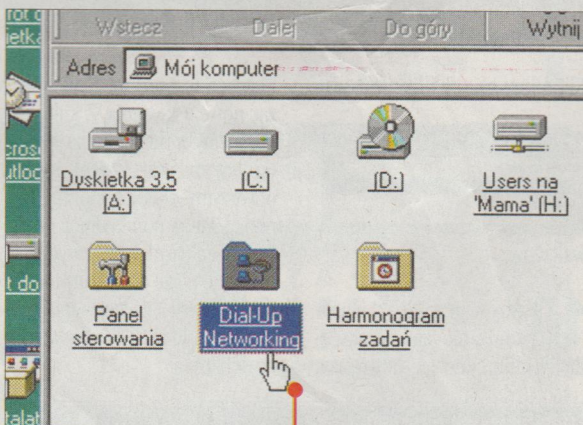 Wstecz Dalej Do góry Wytnij
Adres Mój komputer
Dyskietka 3,5
(A:)
(C:)
(D:)
Users na
'Mama' (H:)
Panel
sterowania
Dial-Up
Networking
Harmonogram
zadań